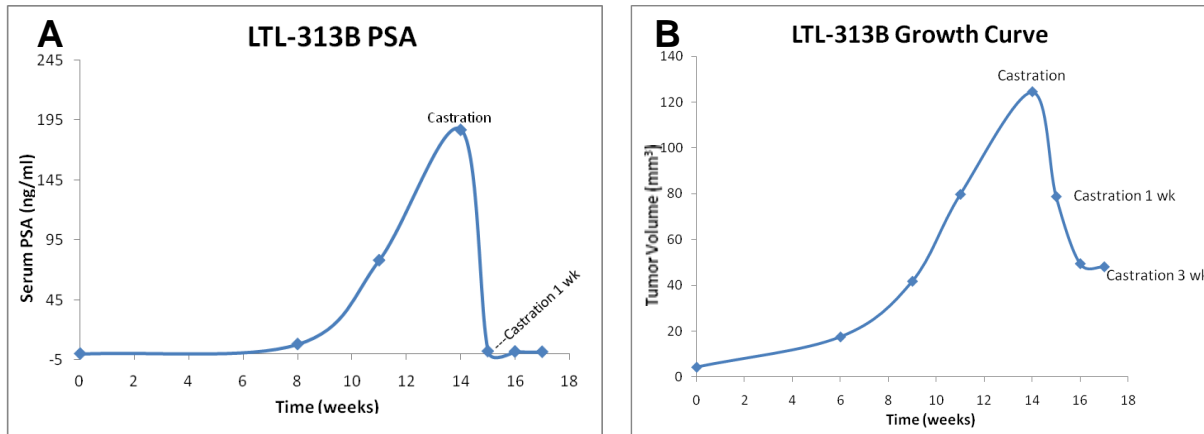 A
LTL-313B PSA
245
195
145
95
45
-5
Serum PSA (ng/ml)
Castration
---Castration 1 wk
0 2 4 6 8 10 12 14 16 18
Time (weeks)
B
LTL-313B Growth Curve
140
120
100
80
60
40
20
0
Tumor Volume (mm³)
Castration
Castration 1 wk
Castration 3 wk
0 2 4 6 8 10 12 14 16 18
Time (weeks)